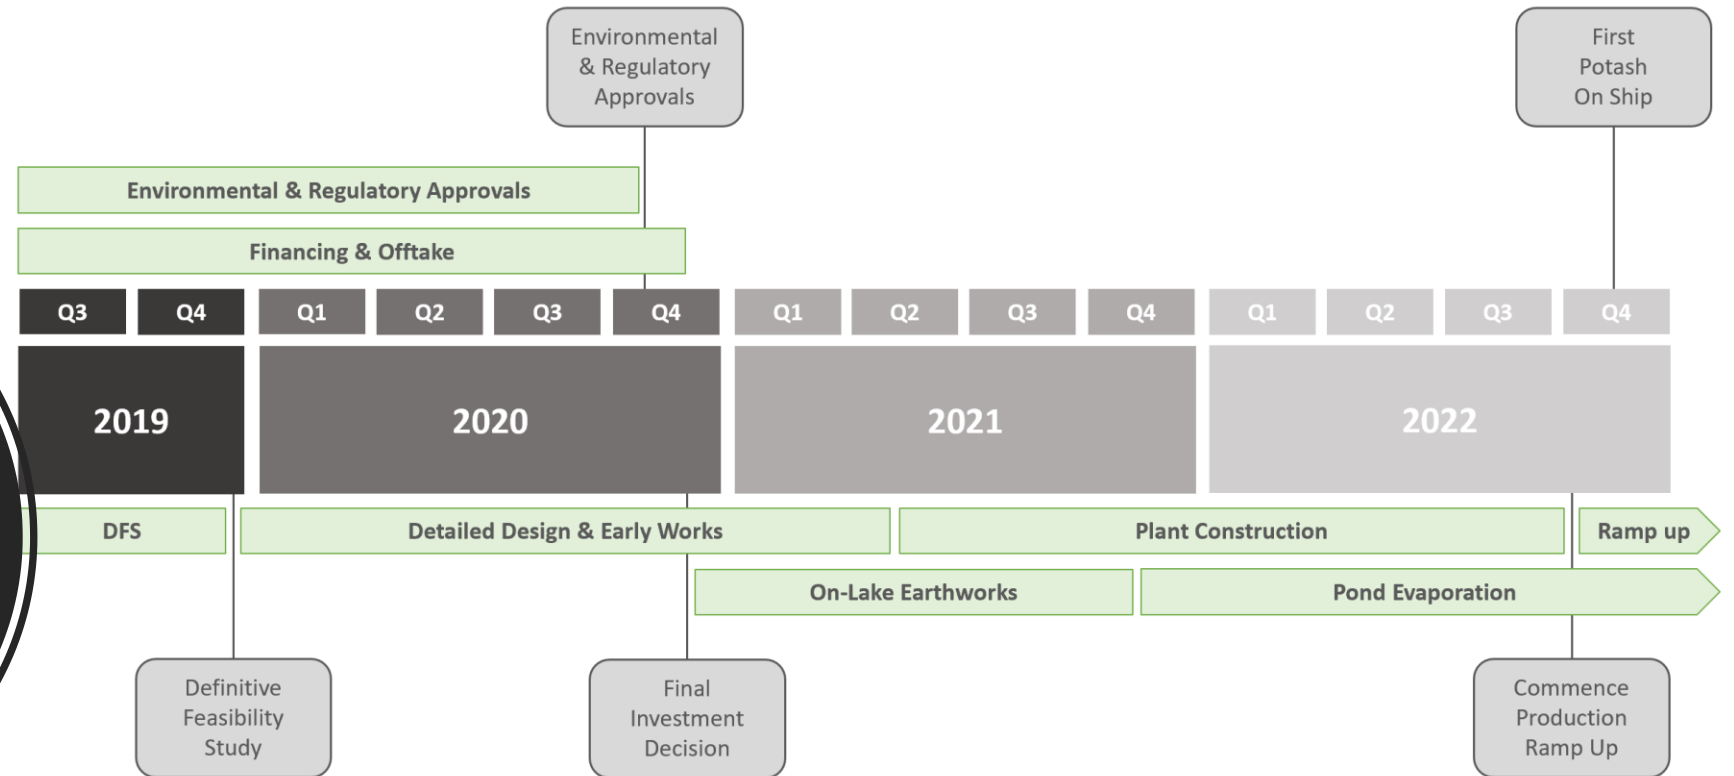 Environmental
& Regulatory
Approvals
First
Potash
On Ship
Environmental & Regulatory Approvals
Financing & Offtake
Q3 Q4 Q1 Q2 Q3 Q4 Q1 Q2 Q3 Q4 Q1 Q2 Q3 Q4
2019 2020 2021 2022
DFS Detailed Design & Early Works Plant Construction Ramp up
On-Lake Earthworks Pond Evaporation
Definitive
Feasibility
Study
Final
Investment
Decision
Commence
Production
Ramp Up